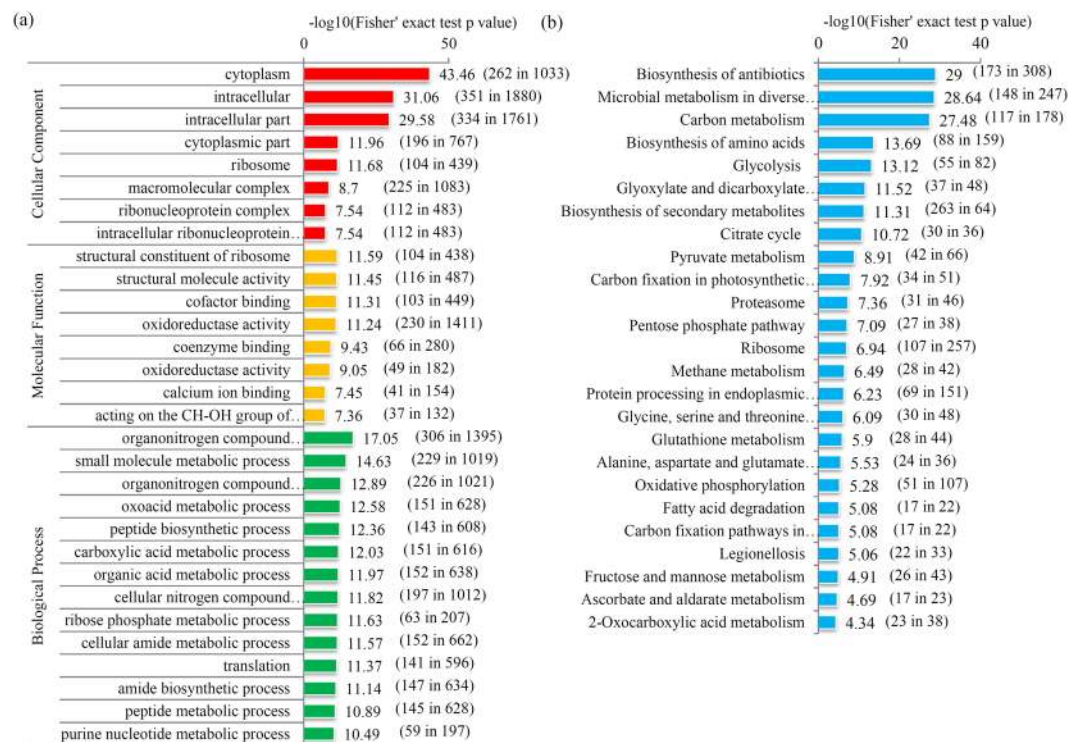 (a)
-log10(Fisher' exact test p value)
0 50
Cellular Component
cytoplasm 43.46 (262 in 1033)
intracellular 31.06 (351 in 1880)
intracellular part 29.58 (334 in 1761)
cytoplasmic part 11.96 (196 in 767)
ribosome 11.68 (104 in 439)
macromolecular complex 8.7 (225 in 1083)
ribonucleoprotein complex 7.54 (112 in 483)
intracellular ribonucleoprotein… 7.54 (112 in 483)
Molecular Function
structural constituent of ribosome 11.59 (104 in 438)
structural molecule activity 11.45 (116 in 487)
cofactor binding 11.31 (103 in 449)
oxidoreductase activity 11.24 (230 in 1411)
coenzyme binding 9.43 (66 in 280)
oxidoreductase activity 9.05 (49 in 182)
calcium ion binding 7.45 (41 in 154)
acting on the CH-OH group of… 7.36 (37 in 132)
Biological Process
organonitrogen compound… 17.05 (306 in 1395)
small molecule metabolic process 14.63 (229 in 1019)
organonitrogen compound… 12.89 (226 in 1021)
oxoacid metabolic process 12.58 (151 in 628)
peptide biosynthetic process 12.36 (143 in 608)
carboxylic acid metabolic process 12.03 (151 in 616)
organic acid metabolic process 11.97 (152 in 638)
cellular nitrogen compound… 11.82 (197 in 1012)
ribose phosphate metabolic process 11.63 (63 in 207)
cellular amide metabolic process 11.57 (152 in 662)
translation 11.37 (141 in 596)
amide biosynthetic process 11.14 (147 in 634)
peptide metabolic process 10.89 (145 in 628)
purine nucleotide metabolic process 10.49 (59 in 197)
(b)
-log10(Fisher' exact test p value)
0 20 40
Biosynthesis of antibiotics 29 (173 in 308)
Microbial metabolism in diverse… 28.64 (148 in 247)
Carbon metabolism 27.48 (117 in 178)
Biosynthesis of amino acids 13.69 (88 in 159)
Glycolysis 13.12 (55 in 82)
Glyoxylate and dicarboxylate… 11.52 (37 in 48)
Biosynthesis of secondary metabolites 11.31 (263 in 64)
Citrate cycle 10.72 (30 in 36)
Pyruvate metabolism 8.91 (42 in 66)
Carbon fixation in photosynthetic… 7.92 (34 in 51)
Proteasome 7.36 (31 in 46)
Pentose phosphate pathway 7.09 (27 in 38)
Ribosome 6.94 (107 in 257)
Methane metabolism 6.49 (28 in 42)
Protein processing in endoplasmic… 6.23 (69 in 151)
Glycine, serine and threonine… 6.09 (30 in 48)
Glutathione metabolism 5.9 (28 in 44)
Alanine, aspartate and glutamate… 5.53 (24 in 36)
Oxidative phosphorylation 5.28 (51 in 107)
Fatty acid degradation 5.08 (17 in 22)
Carbon fixation pathways in… 5.08 (17 in 22)
Legionellosis 5.06 (22 in 33)
Fructose and mannose metabolism 4.91 (26 in 43)
Ascorbate and aldarate metabolism 4.69 (17 in 23)
2-Oxocarboxylic acid metabolism 4.34 (23 in 38)